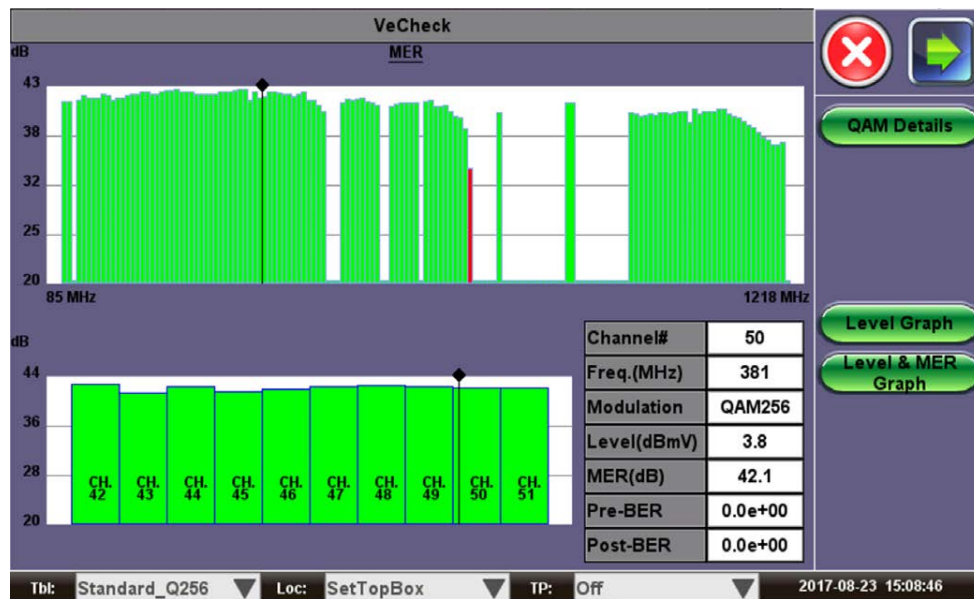 VeCheck
dB
MER
43
38
32
25
20
85 MHz
1218 MHz
QAM Details
Level Graph
Level & MER
Graph
dB
44
36
28
20
CH. 42
CH. 43
CH. 44
CH. 45
CH. 46
CH. 47
CH. 48
CH. 49
CH. 50
CH. 51
Channel# 50
Freq.(MHz) 381
Modulation QAM256
Level(dBmV) 3.8
MER(dB) 42.1
Pre-BER 0.0e+00
Post-BER 0.0e+00
Tbl: Standard_Q256 Loc: SetTopBox TP: Off 2017-08-23 15:08:46